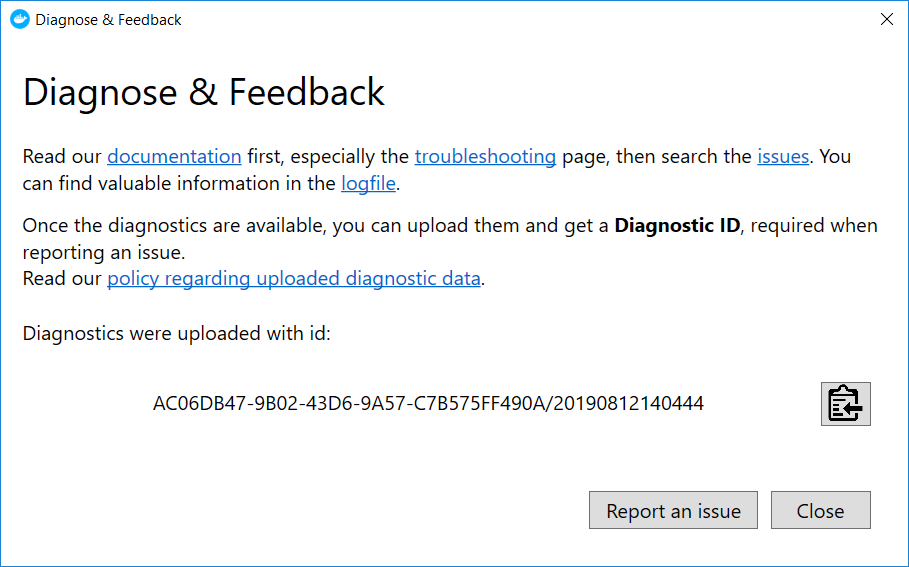 Diagnose & Feedback
Diagnose & Feedback
Read our documentation first, especially the troubleshooting page, then search the issues. You
can find valuable information in the logfile.
Once the diagnostics are available, you can upload them and get a Diagnostic ID, required when
reporting an issue.
Read our policy regarding uploaded diagnostic data.
Diagnostics were uploaded with id:
AC06DB47-9B02-43D6-9A57-C7B575FF490A/20190812140444
Report an issue
Close